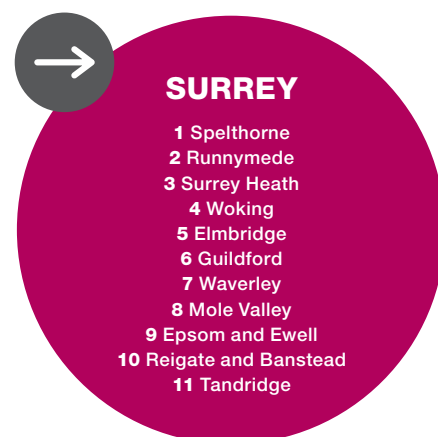 SURREY
1 Spelthorne
2 Runnymede
3 Surrey Heath
4 Woking
5 Elmbridge
6 Guildford
7 Waverley
8 Mole Valley
9 Epsom and Ewell
10 Reigate and Banstead
11 Tandridge